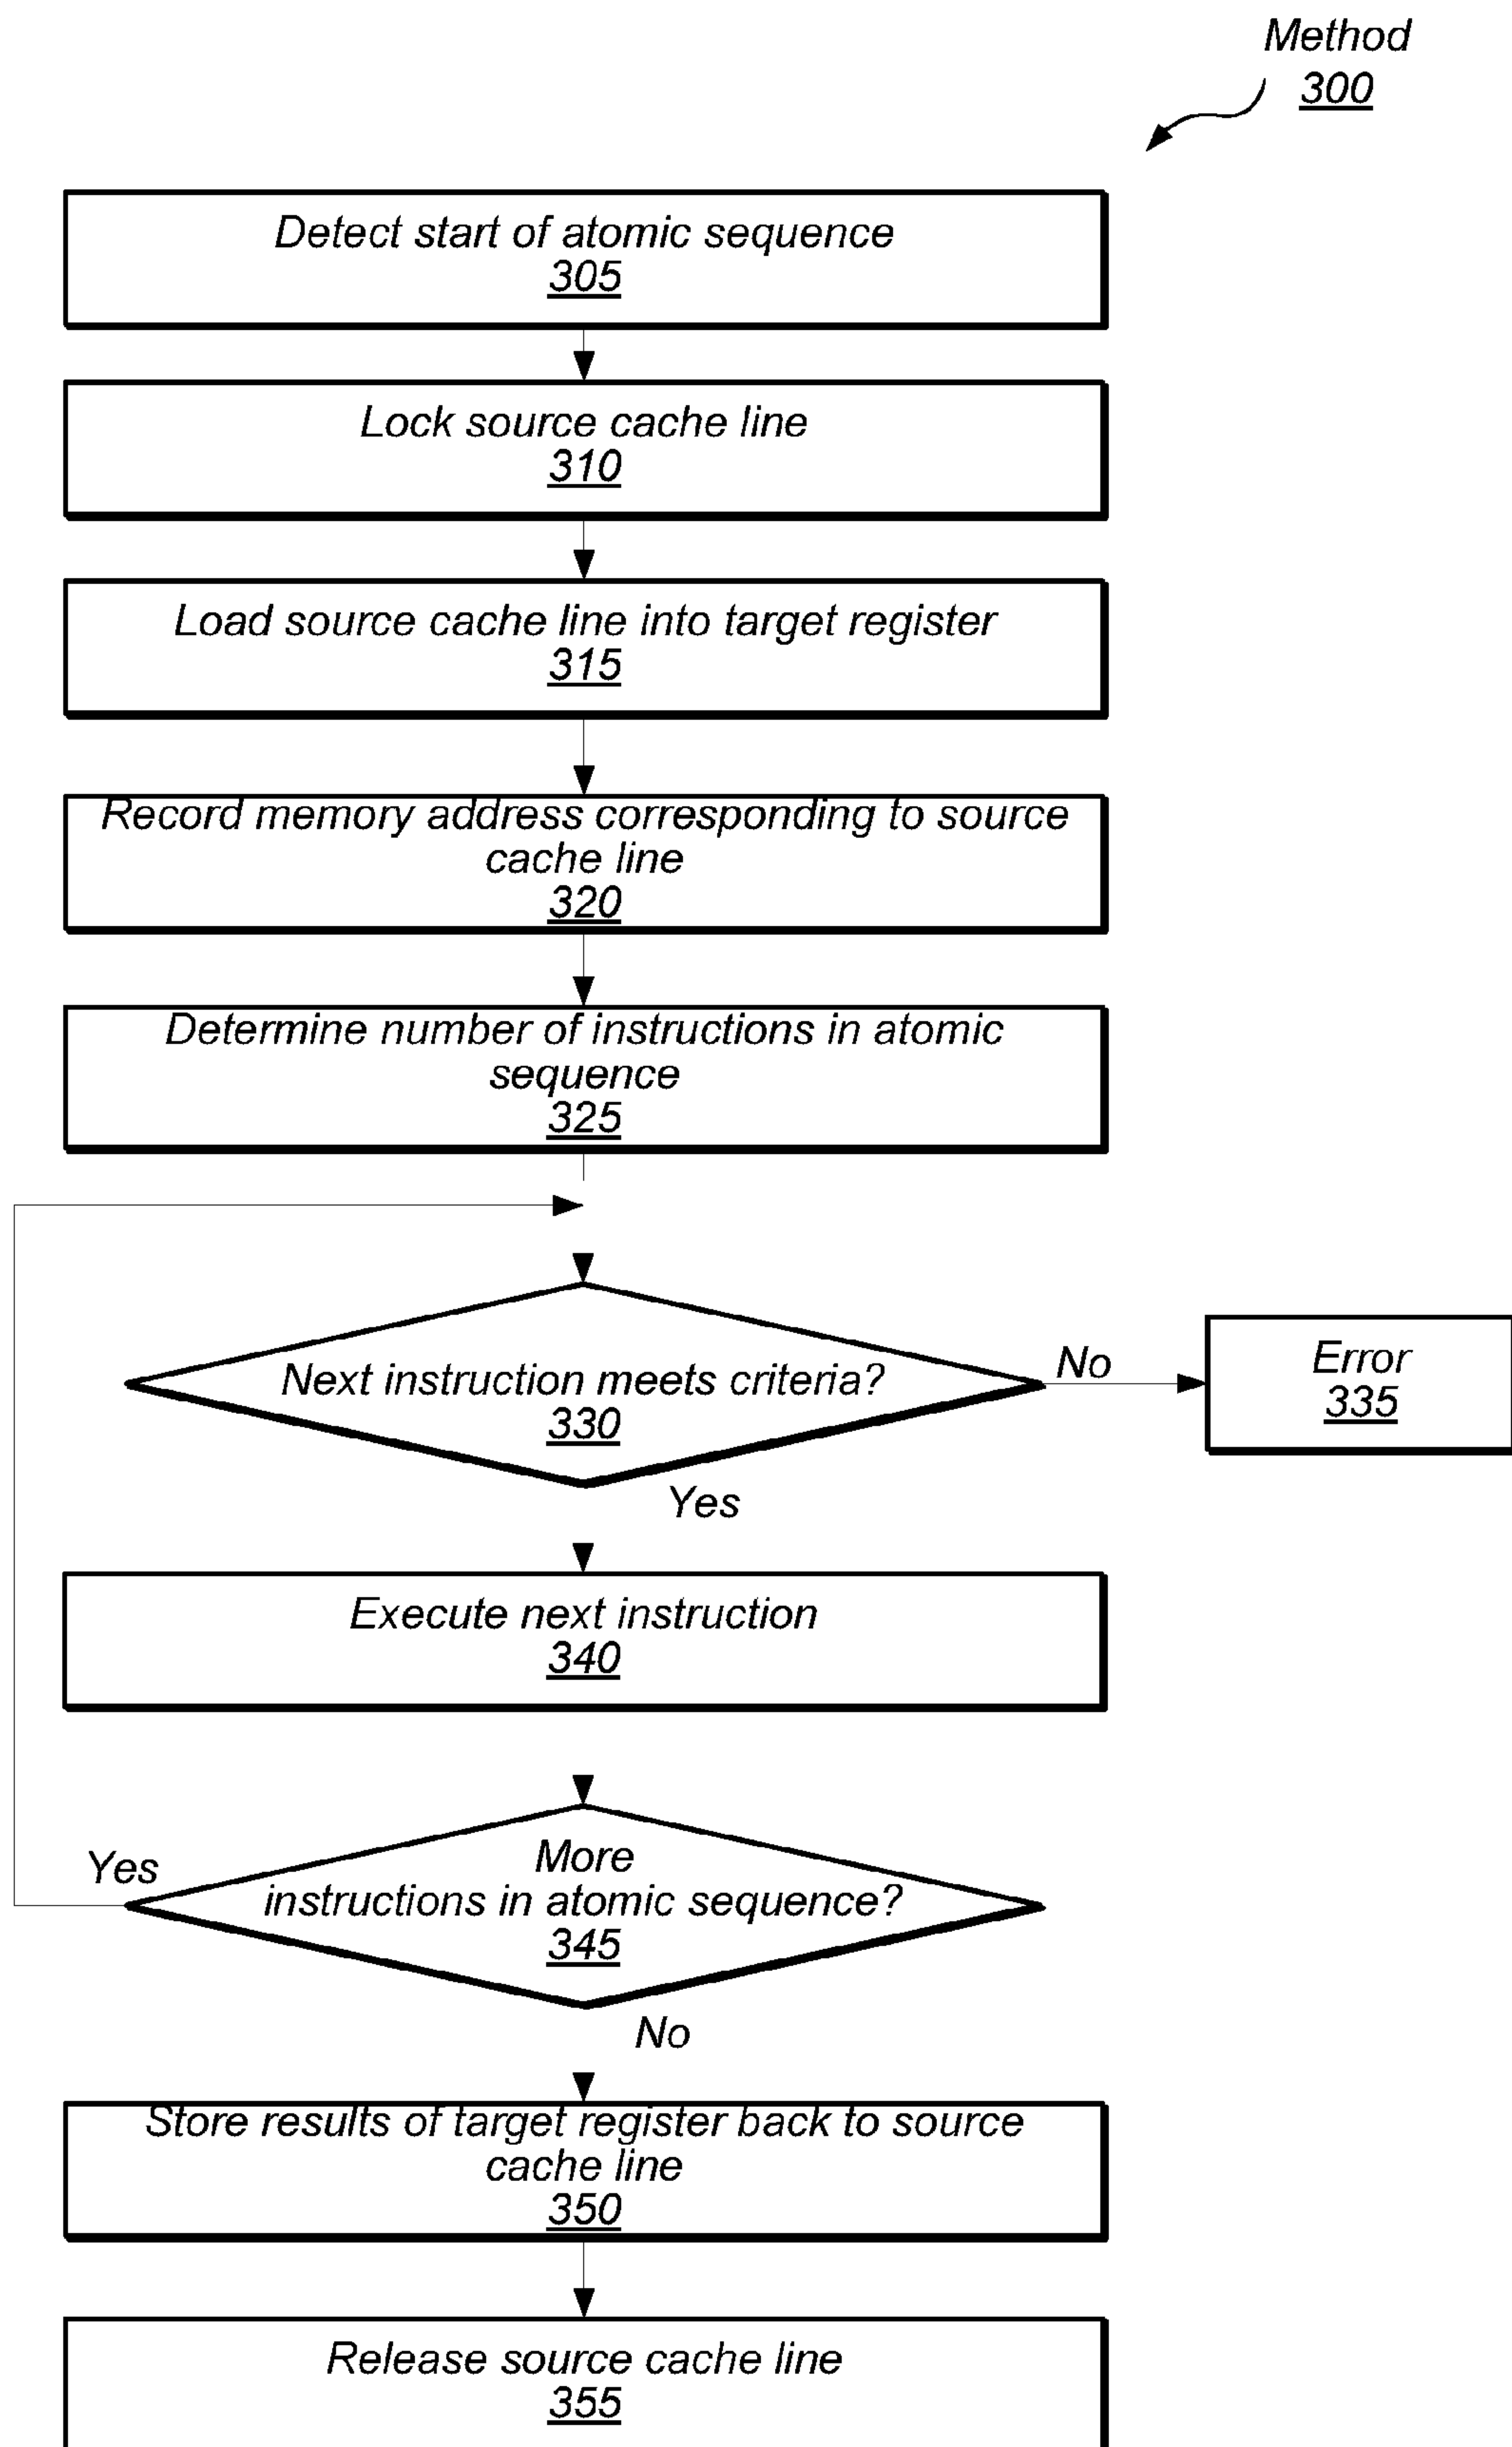 Method
300
Detect start of atomic sequence
305
Lock source cache line
310
Load source cache line into target register
315
Record memory address corresponding to source
cache line
320
Determine number of instructions in atomic
sequence
325
Next instruction meets criteria?
330
No
Error
335
Yes
Execute next instruction
340
More
instructions in atomic sequence?
345
Yes
No
Store results of target register back to source
cache line
350
Release source cache line
355